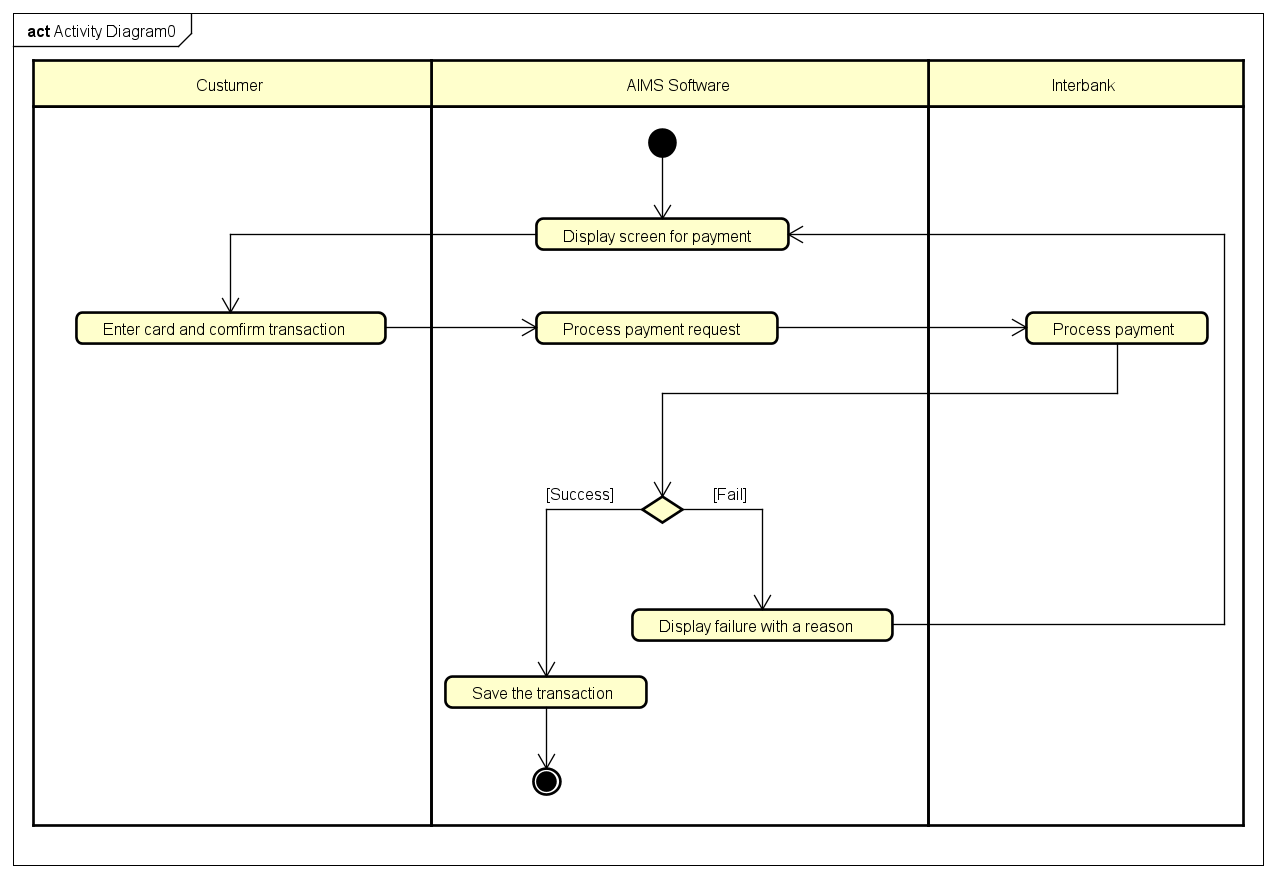 act Activity Diagram0
Custumer
AIMS Software
Interbank
Display screen for payment
Enter card and comfirm transaction
Process payment request
Process payment
[Success]
[Fail]
Display failure with a reason
Save the transaction